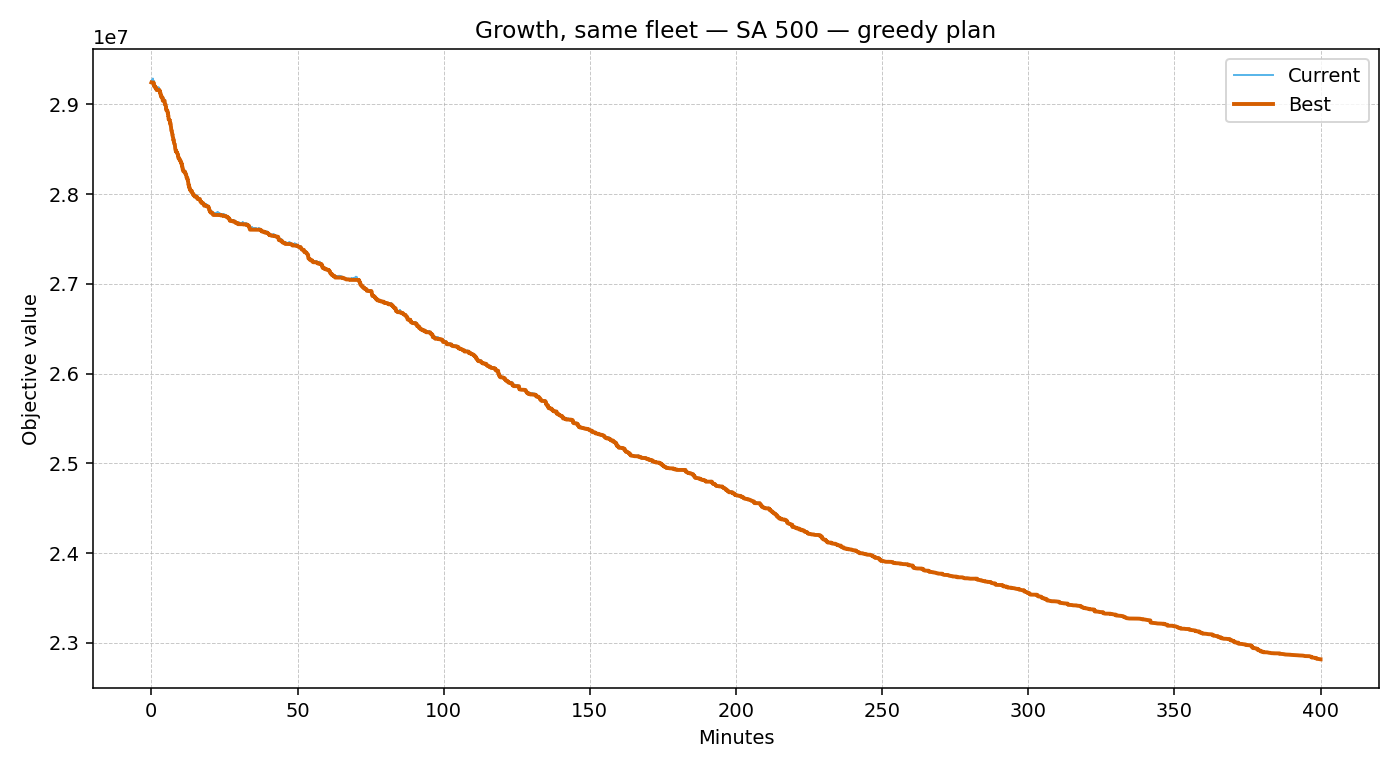 Growth, same fleet — SA 500 — greedy plan
1e7
Current
Best
2.9
2.8
2.7
2.6
2.5
2.4
2.3
Objective value
0 50 100 150 200 250 300 350 400
Minutes